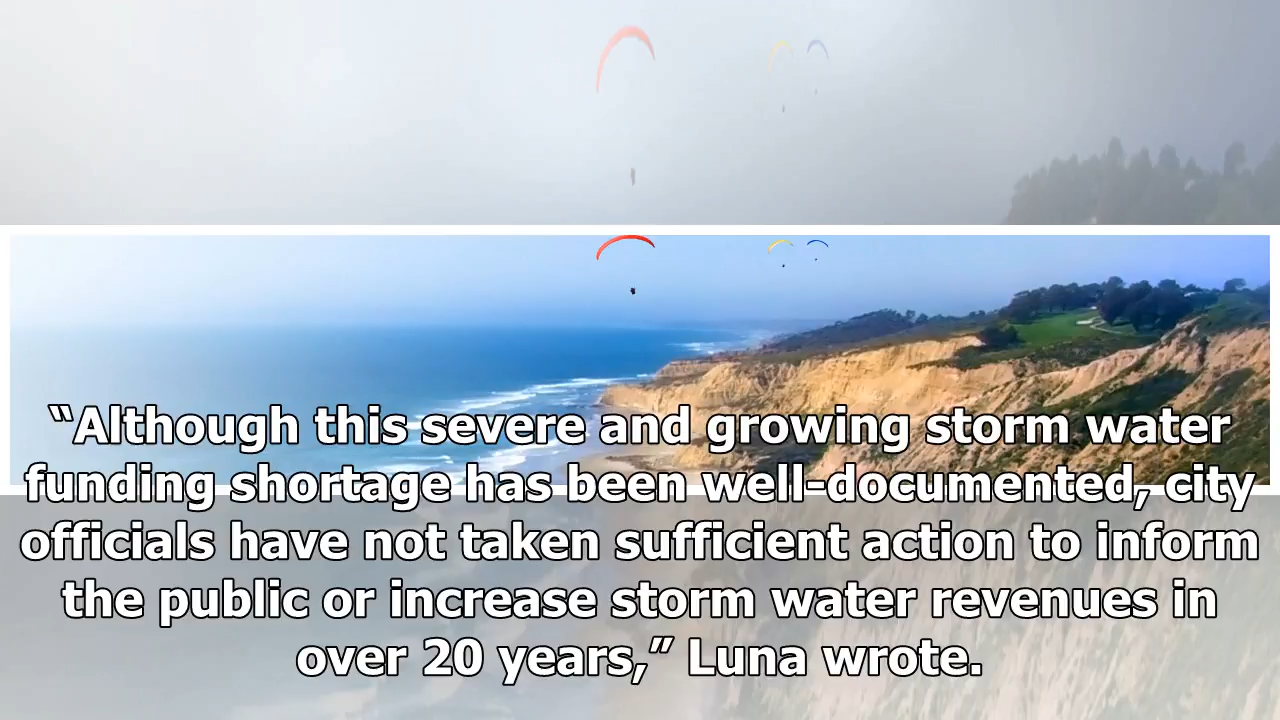 “Although this severe and growing storm water
funding shortage has been well-documented, city
officials have not taken sufficient action to inform
the public or increase storm water revenues in
over 20 years,” Luna wrote.